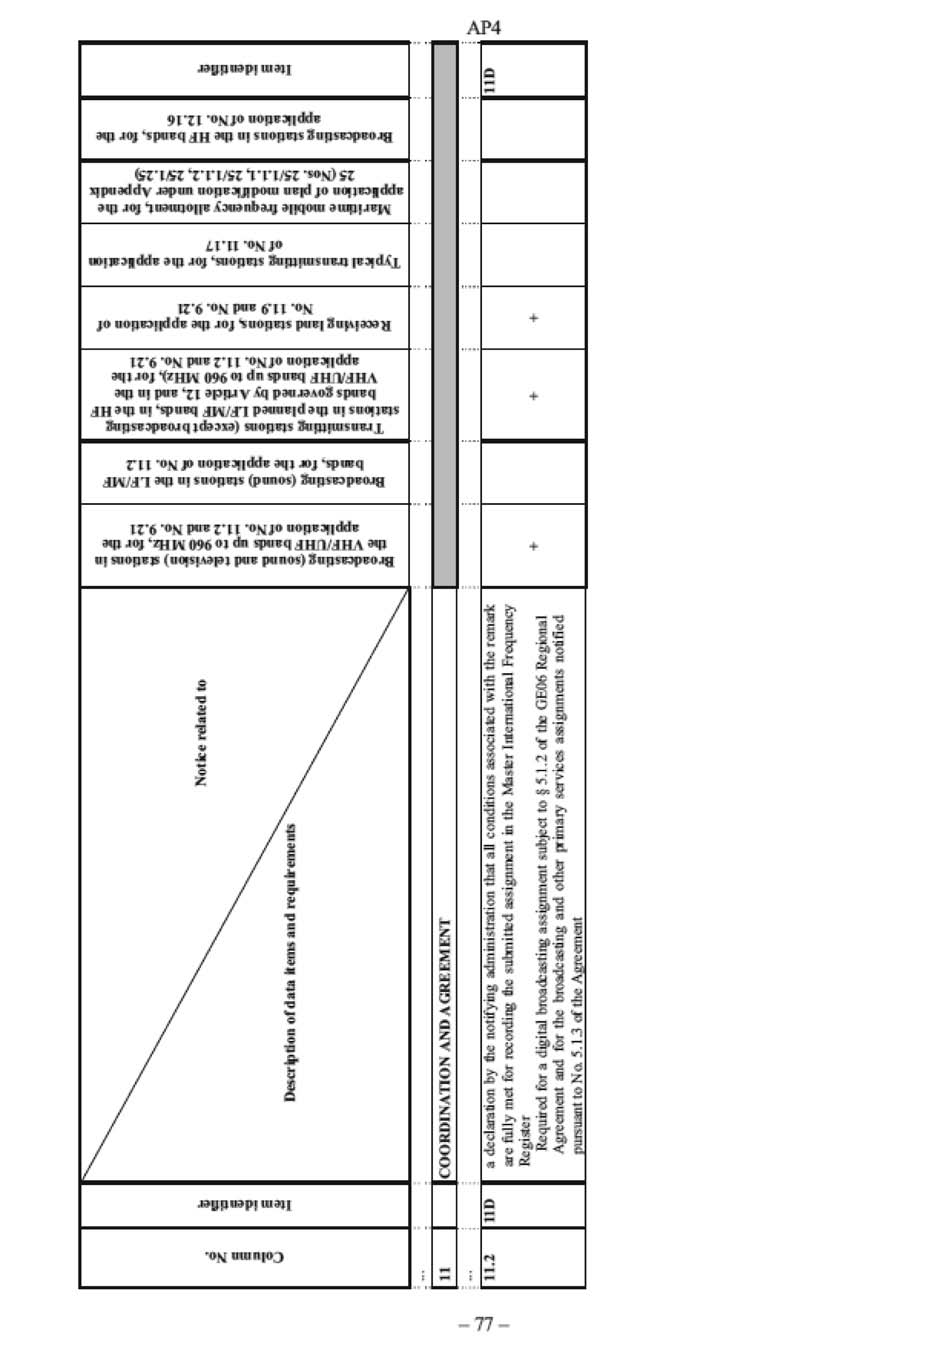 AP4
Column No.
Item identifier
Notice related to
Description of data items and requirements
Broadcasting (sound and television) stations in
the VHF/UHF bands up to 960 MHz, for the
application of No. 11.2 and No. 9.21
Broadcasting (sound) stations in the LF/MF
bands, for the application of No. 11.2
Transmitting stations (except broadcasting
stations in the planned LF/MF bands, in the HF
bands governed by Article 12, and in the
VHF/UHF bands up to 960 MHz), for the
application of No. 11.2 and No. 9.21
Receiving land stations, for the application of
No. 11.9 and No. 9.21
Typical transmitting stations, for the application
of No. 11.17
Maritime mobile frequency allotment, for the
application of plan modification under Appendix
25 (Nos. 25/1.1.1, 25/1.1.2, 25/1.25)
Broadcasting stations in the HF bands, for the
application of No. 12.16
Item identifier
...
11
COORDINATION AND AGREEMENT
...
11.2
11D
a declaration by the notifying administration that all conditions associated with the remark
are fully met for recording the submitted assignment in the Master International Frequency
Register
Required for a digital broadcasting assignment subject to § 5.1.2 of the GE06 Regional
Agreement and for the broadcasting and other primary services assignments notified
pursuant to No. 5.1.3 of the Agreement
+
+
+
11D
– 77 –